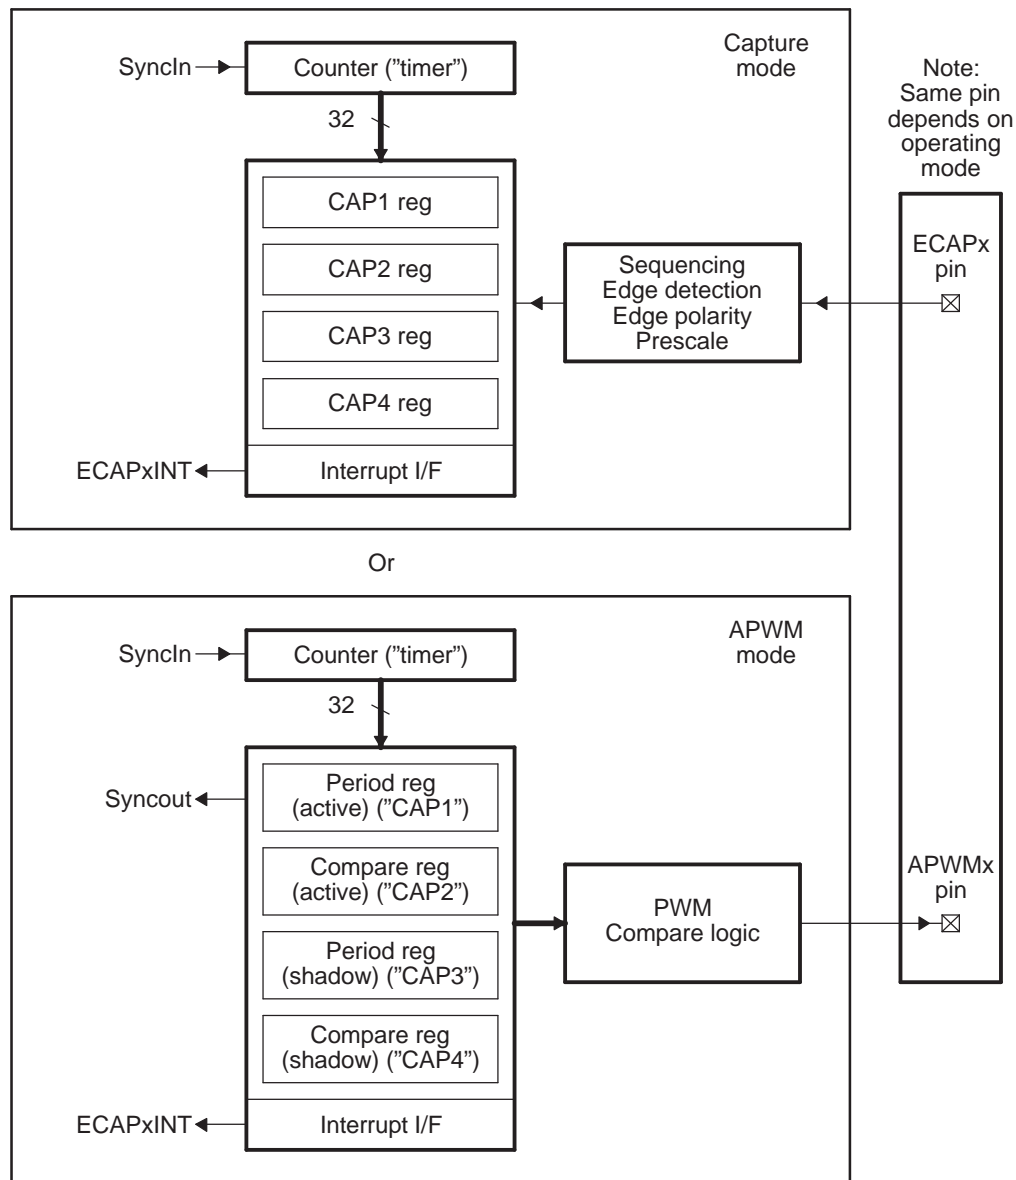 Capture
mode
SyncIn
Counter ("timer")
32
CAP1 reg
CAP2 reg
CAP3 reg
CAP4 reg
Interrupt I/F
ECAPxINT
Sequencing
Edge detection
Edge polarity
Prescale
Note:
Same pin
depends on
operating
mode
ECAPx
pin
Or
APWM
mode
SyncIn
Counter ("timer")
32
Syncout
Period reg
(active) ("CAP1")
Compare reg
(active) ("CAP2")
Period reg
(shadow) ("CAP3")
Compare reg
(shadow) ("CAP4")
Interrupt I/F
ECAPxINT
PWM
Compare logic
APWMx
pin